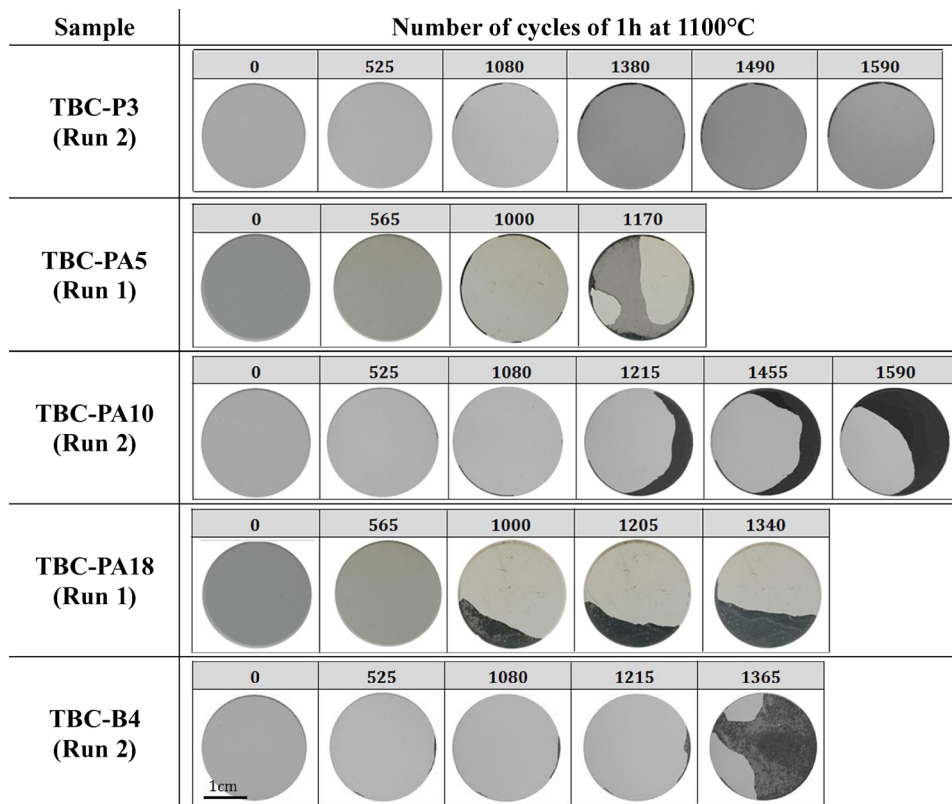 Sample Number of cycles of 1h at 1100°C
TBC-P3
(Run 2)
0 525 1080 1380 1490 1590
TBC-PA5
(Run 1)
0 565 1000 1170
TBC-PA10
(Run 2)
0 525 1080 1215 1455 1590
TBC-PA18
(Run 1)
0 565 1000 1205 1340
TBC-B4
(Run 2)
0 525 1080 1215 1365
1cm